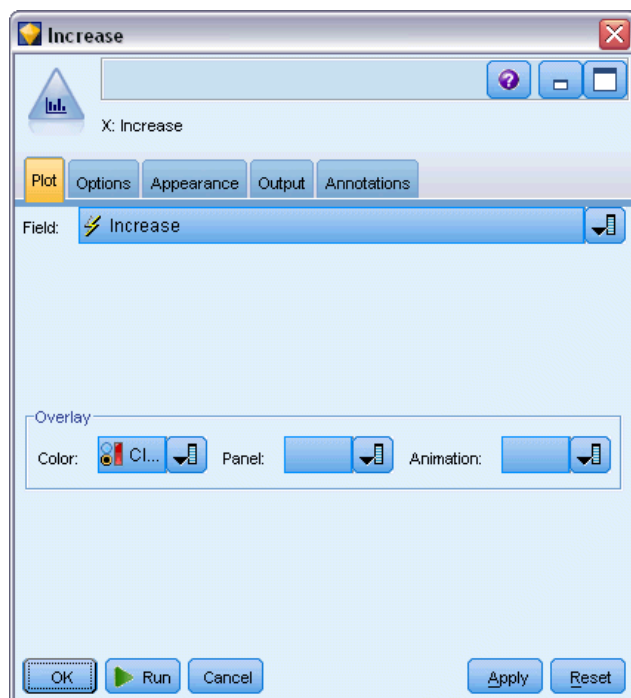 Increase
X: Increase
Plot Options Appearance Output Annotations
Field: Increase
Overlay
Color: Cl... Panel: Animation:
OK Run Cancel Apply Reset